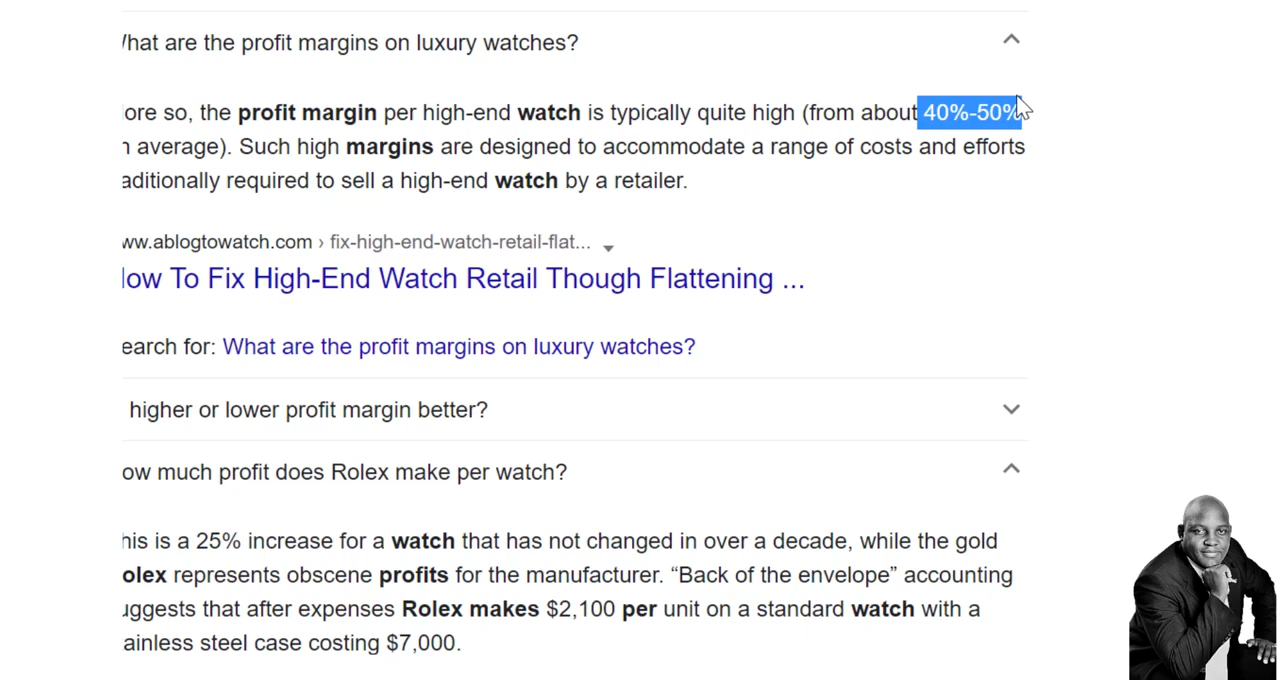 hat are the profit margins on luxury watches?
ore so, the profit margin per high-end watch is typically quite high (from about 40%-50%
n average). Such high margins are designed to accommodate a range of costs and efforts
aditionally required to sell a high-end watch by a retailer.
ww.ablogtowatch.com › fix-high-end-watch-retail-flat...
ow To Fix High-End Watch Retail Though Flattening ...
earch for: What are the profit margins on luxury watches?
higher or lower profit margin better?
ow much profit does Rolex make per watch?
his is a 25% increase for a watch that has not changed in over a decade, while the gold
olex represents obscene profits for the manufacturer. “Back of the envelope” accounting
uggests that after expenses Rolex makes $2,100 per unit on a standard watch with a
ainless steel case costing $7,000.